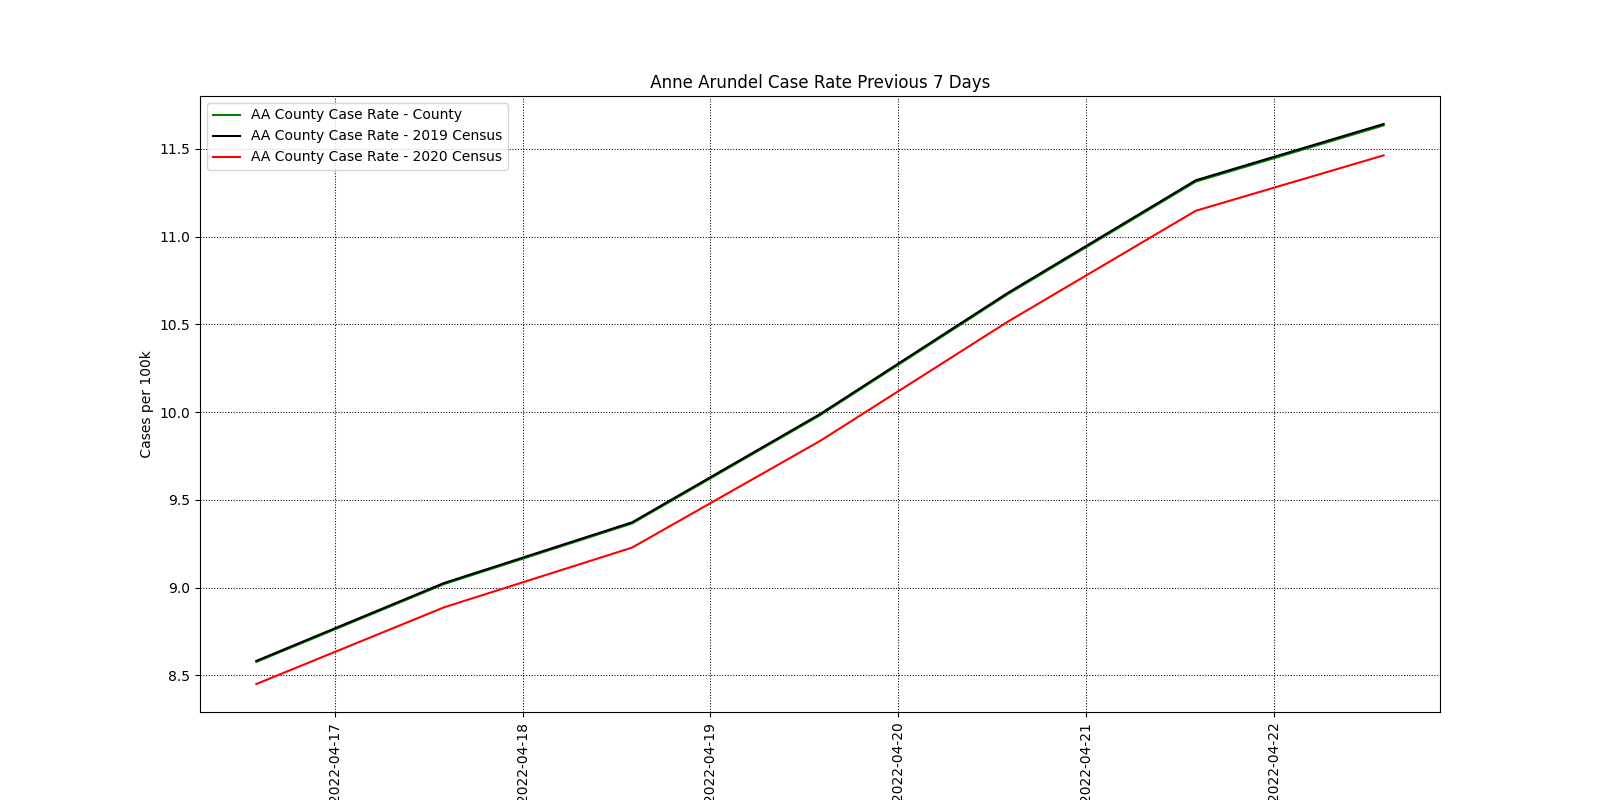 Anne Arundel Case Rate Previous 7 Days
AA County Case Rate - County
AA County Case Rate - 2019 Census
AA County Case Rate - 2020 Census
11.5
11.0
10.5
10.0
9.5
9.0
8.5
Cases per 100k
2022-04-17
2022-04-18
2022-04-19
2022-04-20
2022-04-21
2022-04-22